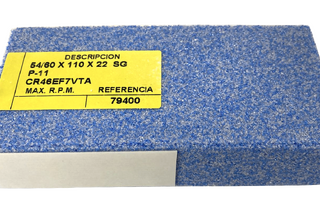 DESCRIPCION
54/60 X 110 X 22 SG
P-11
CR46EF7VTA
MAX. R.P.M. REFERENCIA
79400